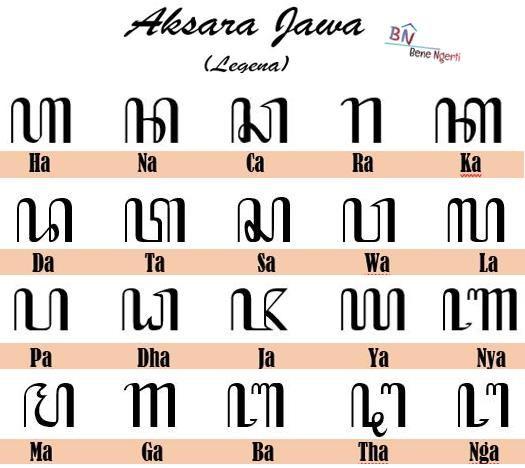 Aksara Jawa
BN
Bene Ngerti
(Legena)
ꦲ ꦤ ꦕ ꦫ ꦏ
Ha Na Ca Ra Ka
ꦢ ꦠ ꦱ ꦮ ꦭ
Da Ta Sa Wa La
ꦥ ꦝ ꦗ ꦪ ꦚ
Pa Dha Ja Ya Nya
ꦩ ꦒ ꦧ ꦛ ꦔ
Ma Ga Ba Tha Nga